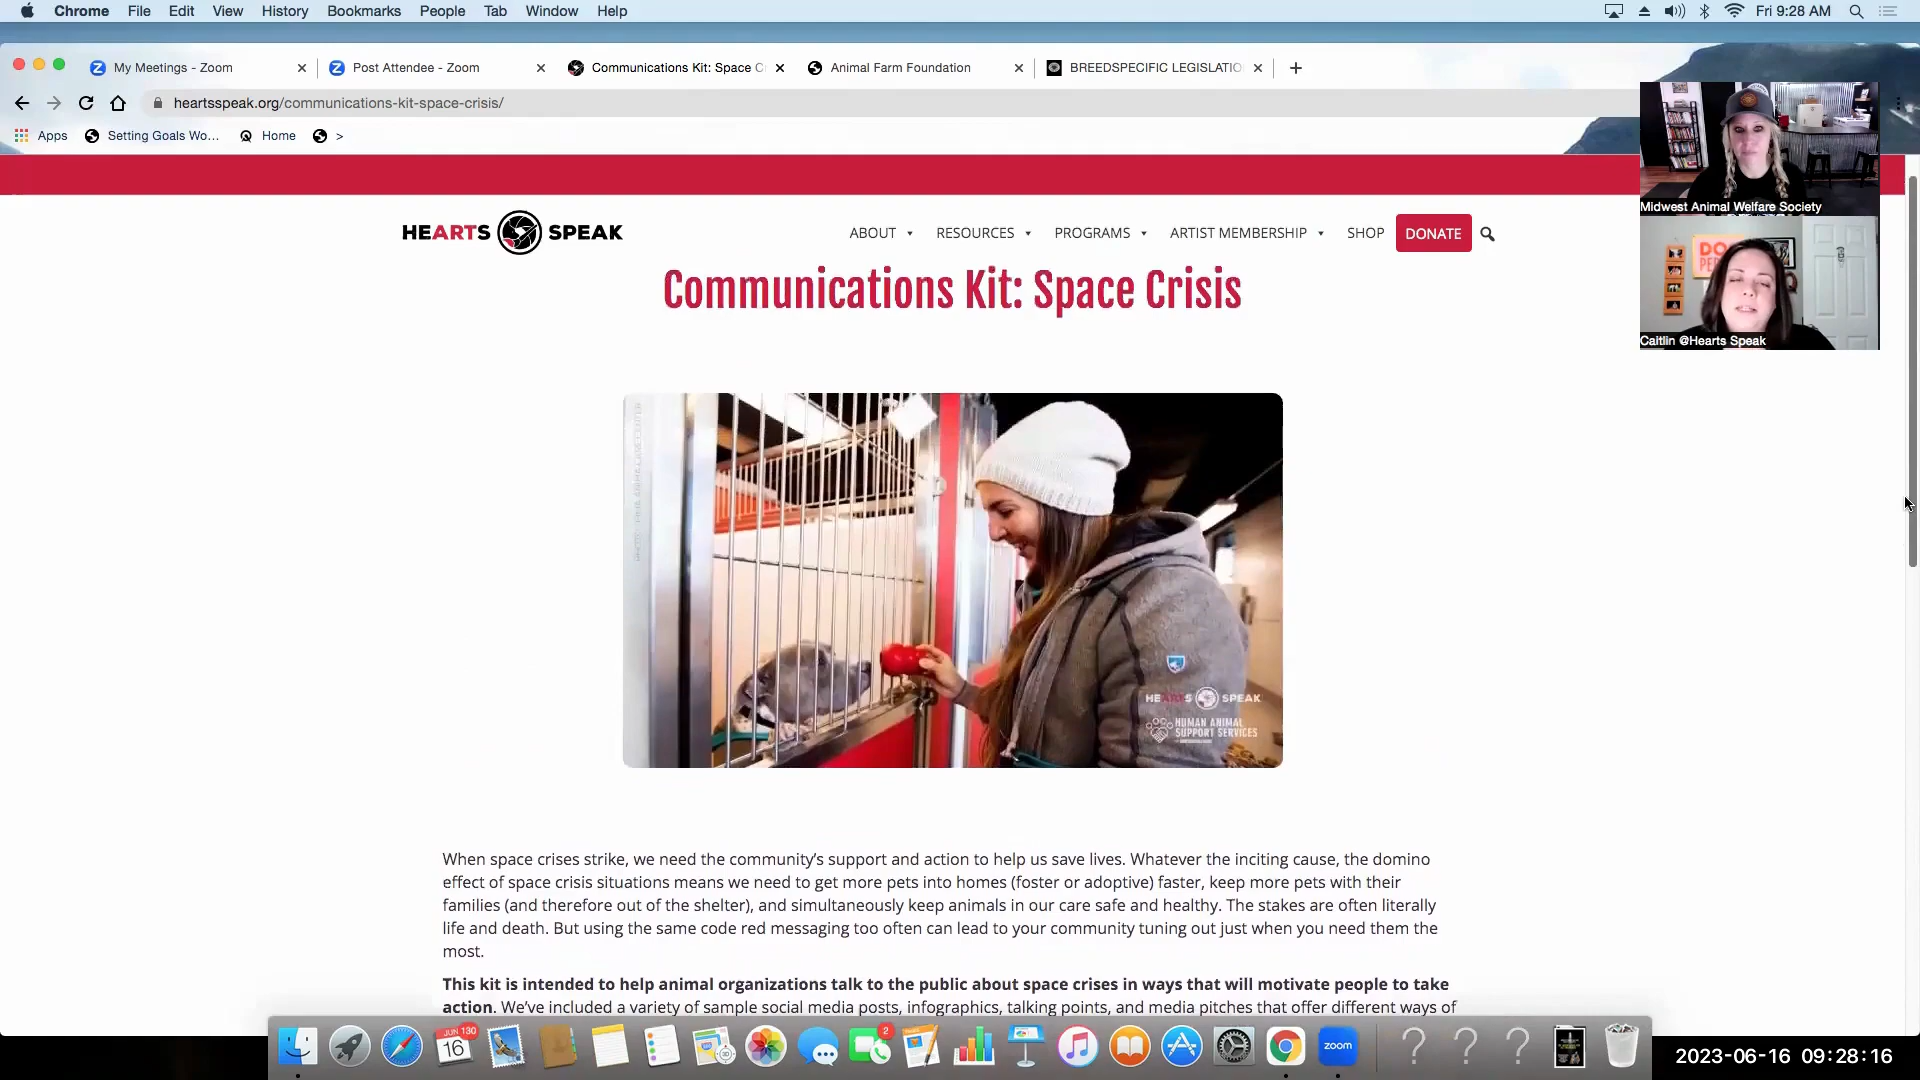 Chrome File Edit View History Bookmarks People Tab Window Help Fri 9:28 AM
My Meetings - Zoom Post Attendee - Zoom Communications Kit: Space C Animal Farm Foundation BREEDSPECIFIC LEGISLATIO
heartsspeak.org/communications-kit-space-crisis/
Apps Setting Goals Wo... Home >
HEARTS SPEAK ABOUT RESOURCES PROGRAMS ARTIST MEMBERSHIP SHOP DONATE
Midwest Animal Welfare Society
Communications Kit: Space Crisis
Caitlin @Hearts Speak
HEARTS SPEAK
HUMAN ANIMAL
SUPPORT SERVICES
When space crises strike, we need the community's support and action to help us save lives. Whatever the inciting cause, the domino
effect of space crisis situations means we need to get more pets into homes (foster or adoptive) faster, keep more pets with their
families (and therefore out of the shelter), and simultaneously keep animals in our care safe and healthy. The stakes are often literally
life and death. But using the same code red messaging too often can lead to your community tuning out just when you need them the
most.
This kit is intended to help animal organizations talk to the public about space crises in ways that will motivate people to take
action. We've included a variety of sample social media posts, infographics, talking points, and media pitches that offer different ways of
JUN 130
16
2
zoom
2023-06-16 09:28:16